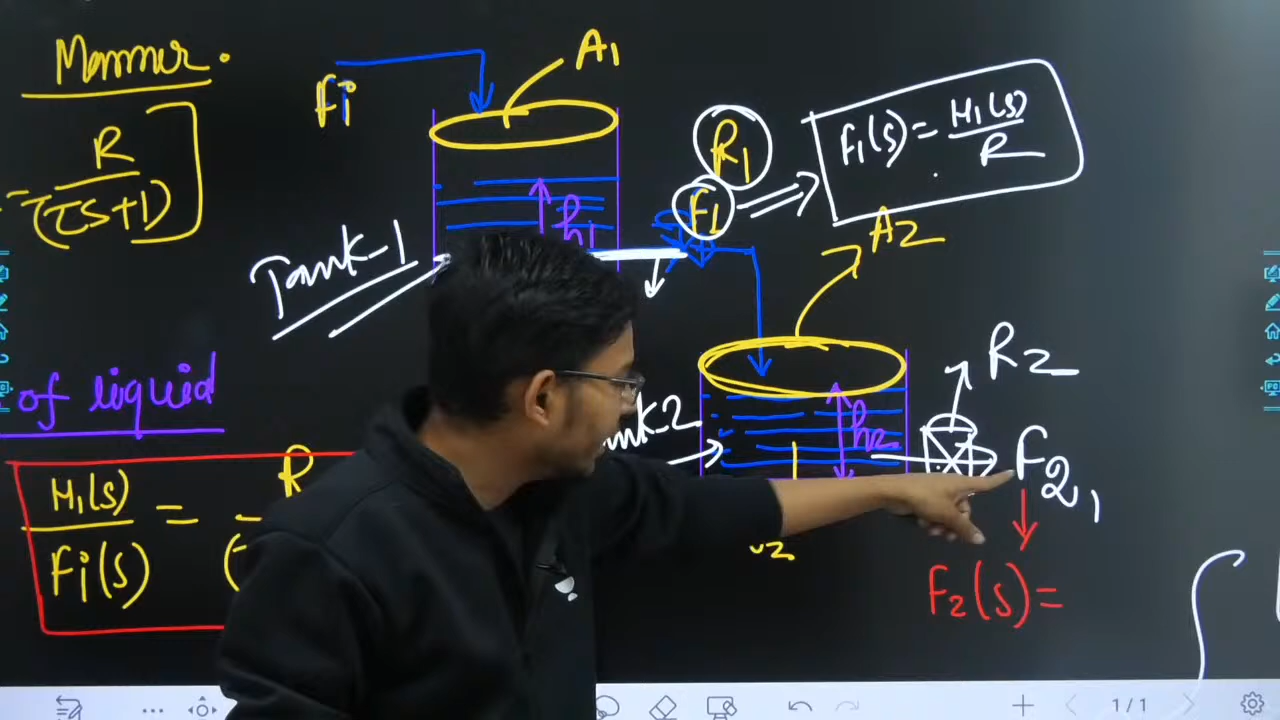 Manner.
= R / (τs+1)
Fi
A1
R1
F1
F1(s) = H1(s) / R
h1
Tank-1
A2
R2
of liquid
h2
F2,
H1(s) / Fi(s) = R
F2(s) =
1 / 1